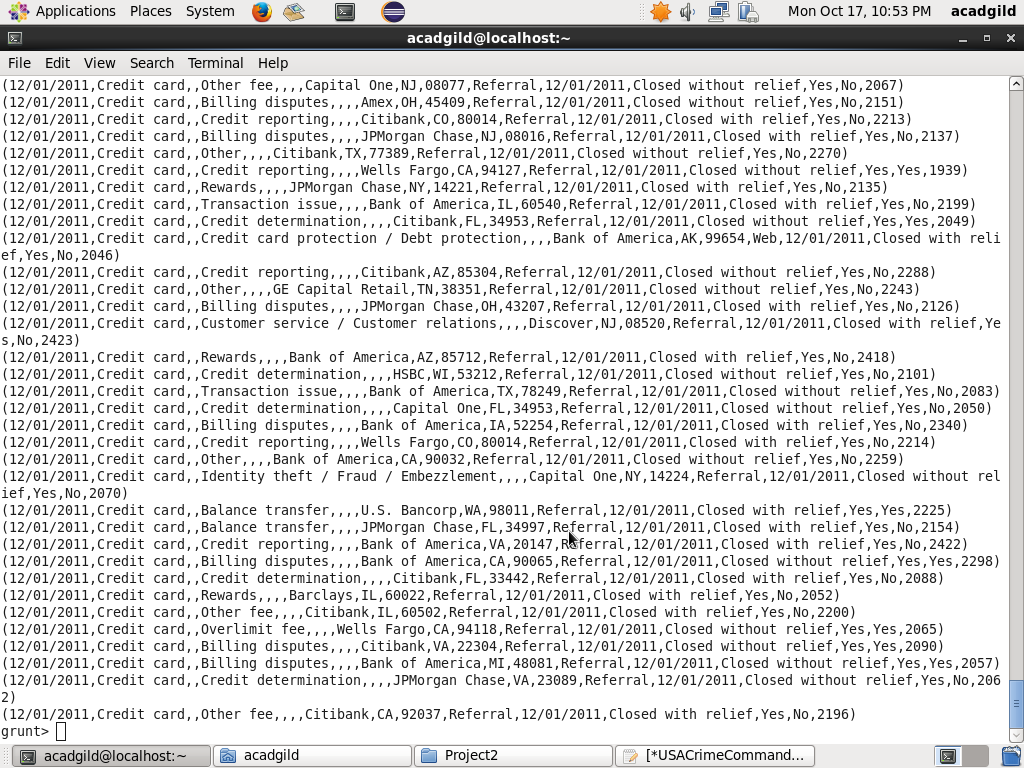 Applications Places System Mon Oct 17, 10:53 PM acadgild
acadgild@localhost:~
File Edit View Search Terminal Help
(12/01/2011,Credit card,,Other fee,,,,Capital One,NJ,08077,Referral,12/01/2011,Closed without relief,Yes,No,2067)
(12/01/2011,Credit card,,Billing disputes,,,,Amex,OH,45409,Referral,12/01/2011,Closed without relief,Yes,No,2151)
(12/01/2011,Credit card,,Credit reporting,,,,Citibank,CO,80014,Referral,12/01/2011,Closed with relief,Yes,No,2213)
(12/01/2011,Credit card,,Billing disputes,,,,JPMorgan Chase,NJ,08016,Referral,12/01/2011,Closed with relief,Yes,No,2137)
(12/01/2011,Credit card,,Other,,,,Citibank,TX,77389,Referral,12/01/2011,Closed without relief,Yes,No,2270)
(12/01/2011,Credit card,,Credit reporting,,,,Wells Fargo,CA,94127,Referral,12/01/2011,Closed without relief,Yes,Yes,1939)
(12/01/2011,Credit card,,Rewards,,,,JPMorgan Chase,NY,14221,Referral,12/01/2011,Closed with relief,Yes,No,2135)
(12/01/2011,Credit card,,Transaction issue,,,,Bank of America,IL,60540,Referral,12/01/2011,Closed with relief,Yes,No,2199)
(12/01/2011,Credit card,,Credit determination,,,,Citibank,FL,34953,Referral,12/01/2011,Closed without relief,Yes,Yes,2049)
(12/01/2011,Credit card,,Credit card protection / Debt protection,,,,Bank of America,AK,99654,Web,12/01/2011,Closed with reli
ef,Yes,No,2046)
(12/01/2011,Credit card,,Credit reporting,,,,Citibank,AZ,85304,Referral,12/01/2011,Closed without relief,Yes,No,2288)
(12/01/2011,Credit card,,Other,,,,GE Capital Retail,TN,38351,Referral,12/01/2011,Closed with relief,Yes,No,2243)
(12/01/2011,Credit card,,Billing disputes,,,,JPMorgan Chase,OH,43207,Referral,12/01/2011,Closed with relief,Yes,No,2126)
(12/01/2011,Credit card,,Customer service / Customer relations,,,,Discover,NJ,08520,Referral,12/01/2011,Closed with relief,Ye
s,No,2423)
(12/01/2011,Credit card,,Rewards,,,,Bank of America,AZ,85712,Referral,12/01/2011,Closed with relief,Yes,No,2418)
(12/01/2011,Credit card,,Credit determination,,,,HSBC,WI,53212,Referral,12/01/2011,Closed with relief,Yes,No,2101)
(12/01/2011,Credit card,,Transaction issue,,,,Bank of America,TX,78249,Referral,12/01/2011,Closed without relief,Yes,No,2083)
(12/01/2011,Credit card,,Credit determination,,,,Capital One,FL,34953,Referral,12/01/2011,Closed without relief,Yes,No,2050)
(12/01/2011,Credit card,,Billing disputes,,,,Bank of America,IA,52254,Referral,12/01/2011,Closed with relief,Yes,No,2340)
(12/01/2011,Credit card,,Credit reporting,,,,Wells Fargo,CO,80014,Referral,12/01/2011,Closed with relief,Yes,No,2214)
(12/01/2011,Credit card,,Other,,,,Bank of America,CA,90032,Referral,12/01/2011,Closed with relief,Yes,No,2259)
(12/01/2011,Credit card,,Identity theft / Fraud / Embezzlement,,,,Capital One,NY,14224,Referral,12/01/2011,Closed without rel
ief,Yes,No,2070)
(12/01/2011,Credit card,,Balance transfer,,,,U.S. Bancorp,WA,98011,Referral,12/01/2011,Closed with relief,Yes,Yes,2225)
(12/01/2011,Credit card,,Balance transfer,,,,JPMorgan Chase,FL,34997,Referral,12/01/2011,Closed with relief,Yes,No,2154)
(12/01/2011,Credit card,,Credit reporting,,,,Bank of America,VA,20147,Referral,12/01/2011,Closed with relief,Yes,No,2422)
(12/01/2011,Credit card,,Billing disputes,,,,Bank of America,CA,90065,Referral,12/01/2011,Closed without relief,Yes,Yes,2298)
(12/01/2011,Credit card,,Credit determination,,,,Citibank,FL,33442,Referral,12/01/2011,Closed with relief,Yes,No,2088)
(12/01/2011,Credit card,,Rewards,,,,Barclays,IL,60022,Referral,12/01/2011,Closed with relief,Yes,No,2052)
(12/01/2011,Credit card,,Other fee,,,,Citibank,IL,60502,Referral,12/01/2011,Closed with relief,Yes,No,2200)
(12/01/2011,Credit card,,Overlimit fee,,,,Wells Fargo,CA,94118,Referral,12/01/2011,Closed without relief,Yes,Yes,2065)
(12/01/2011,Credit card,,Billing disputes,,,,Citibank,VA,22304,Referral,12/01/2011,Closed without relief,Yes,Yes,2090)
(12/01/2011,Credit card,,Billing disputes,,,,Bank of America,MI,48081,Referral,12/01/2011,Closed without relief,Yes,Yes,2057)
(12/01/2011,Credit card,,Credit determination,,,,JPMorgan Chase,VA,23089,Referral,12/01/2011,Closed without relief,Yes,No,206
2)
(12/01/2011,Credit card,,Other fee,,,,Citibank,CA,92037,Referral,12/01/2011,Closed with relief,Yes,No,2196)
grunt>
acadgild@localhost:~ acadgild Project2 [*USACrimeCommand...